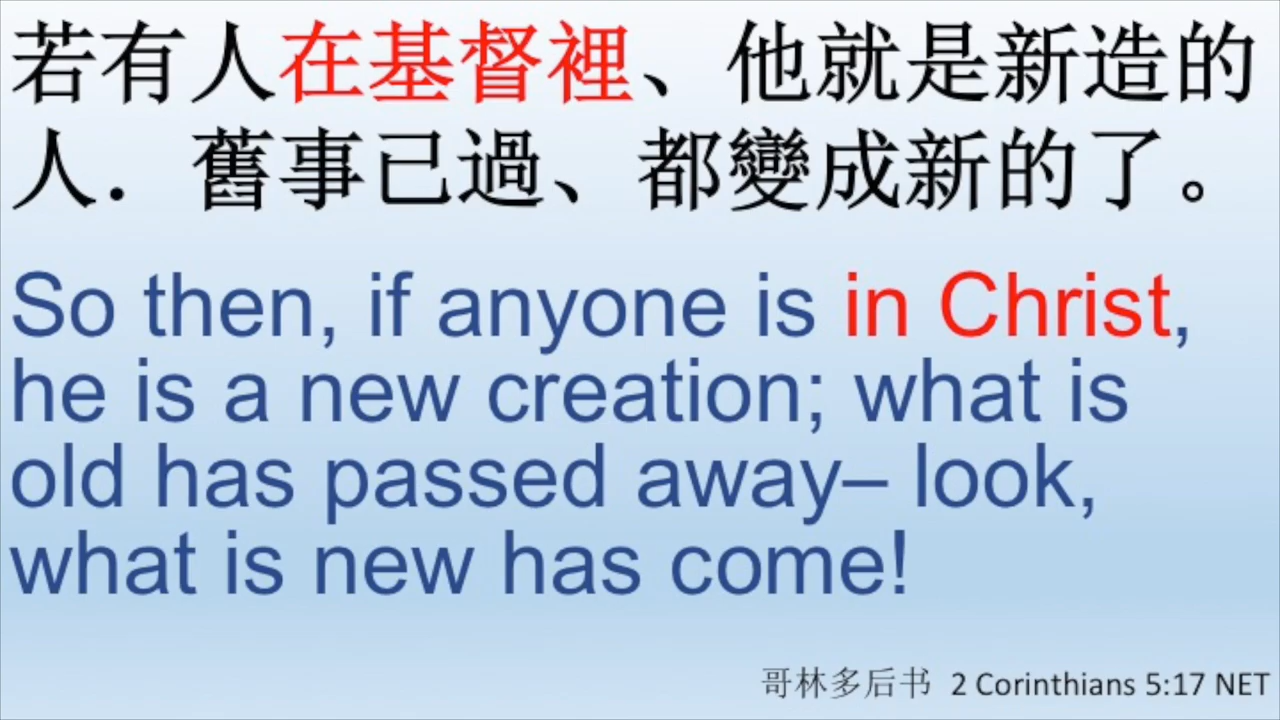 若有人在基督裡、他就是新造的
人．舊事已過、都變成新的了。
So then, if anyone is in Christ,
he is a new creation; what is
old has passed away– look,
what is new has come!
哥林多后书 2 Corinthians 5:17 NET